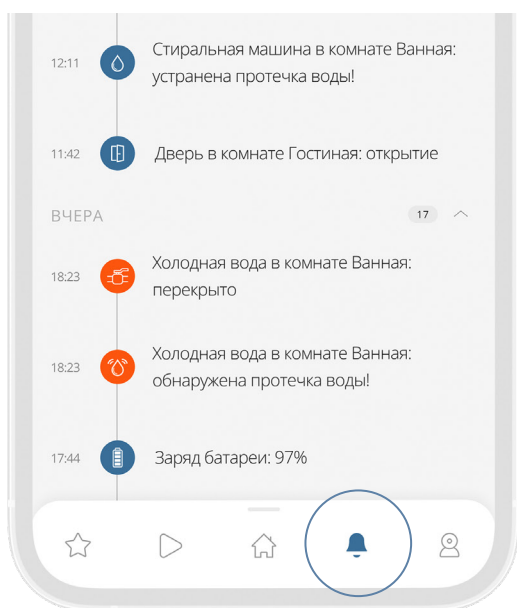 12:11
Стиральная машина в комнате Ванная:
устранена протечка воды!
11:42
Дверь в комнате Гостиная: открытие
ВЧЕРА
17
18:23
Холодная вода в комнате Ванная:
перекрыто
18:23
Холодная вода в комнате Ванная:
обнаружена протечка воды!
17:44
Заряд батареи: 97%